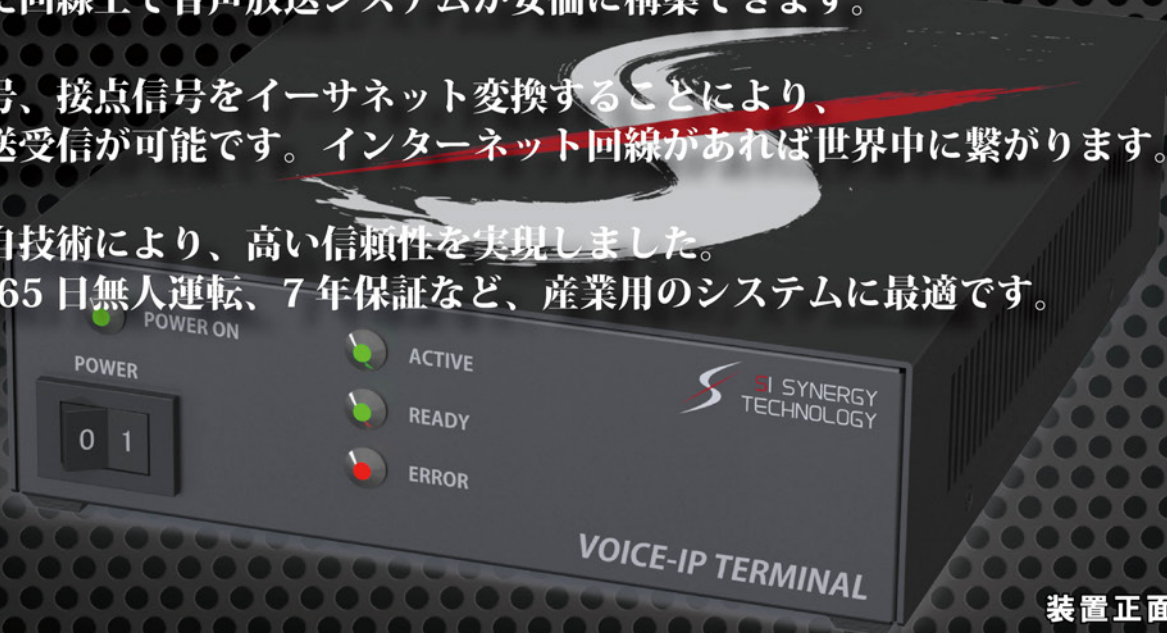 回線上で音声放送システムが安価に構築できます。
号、接点信号をイーサネット変換することにより、
送受信が可能です。インターネット回線があれば世界中に繋がります。
技術により、高い信頼性を実現しました。
65 日無人運転、7 年保証など、産業用のシステムに最適です。
POWER ON
POWER
0 1
ACTIVE
READY
ERROR
SI SYNERGY
TECHNOLOGY
VOICE-IP TERMINAL
装置正面